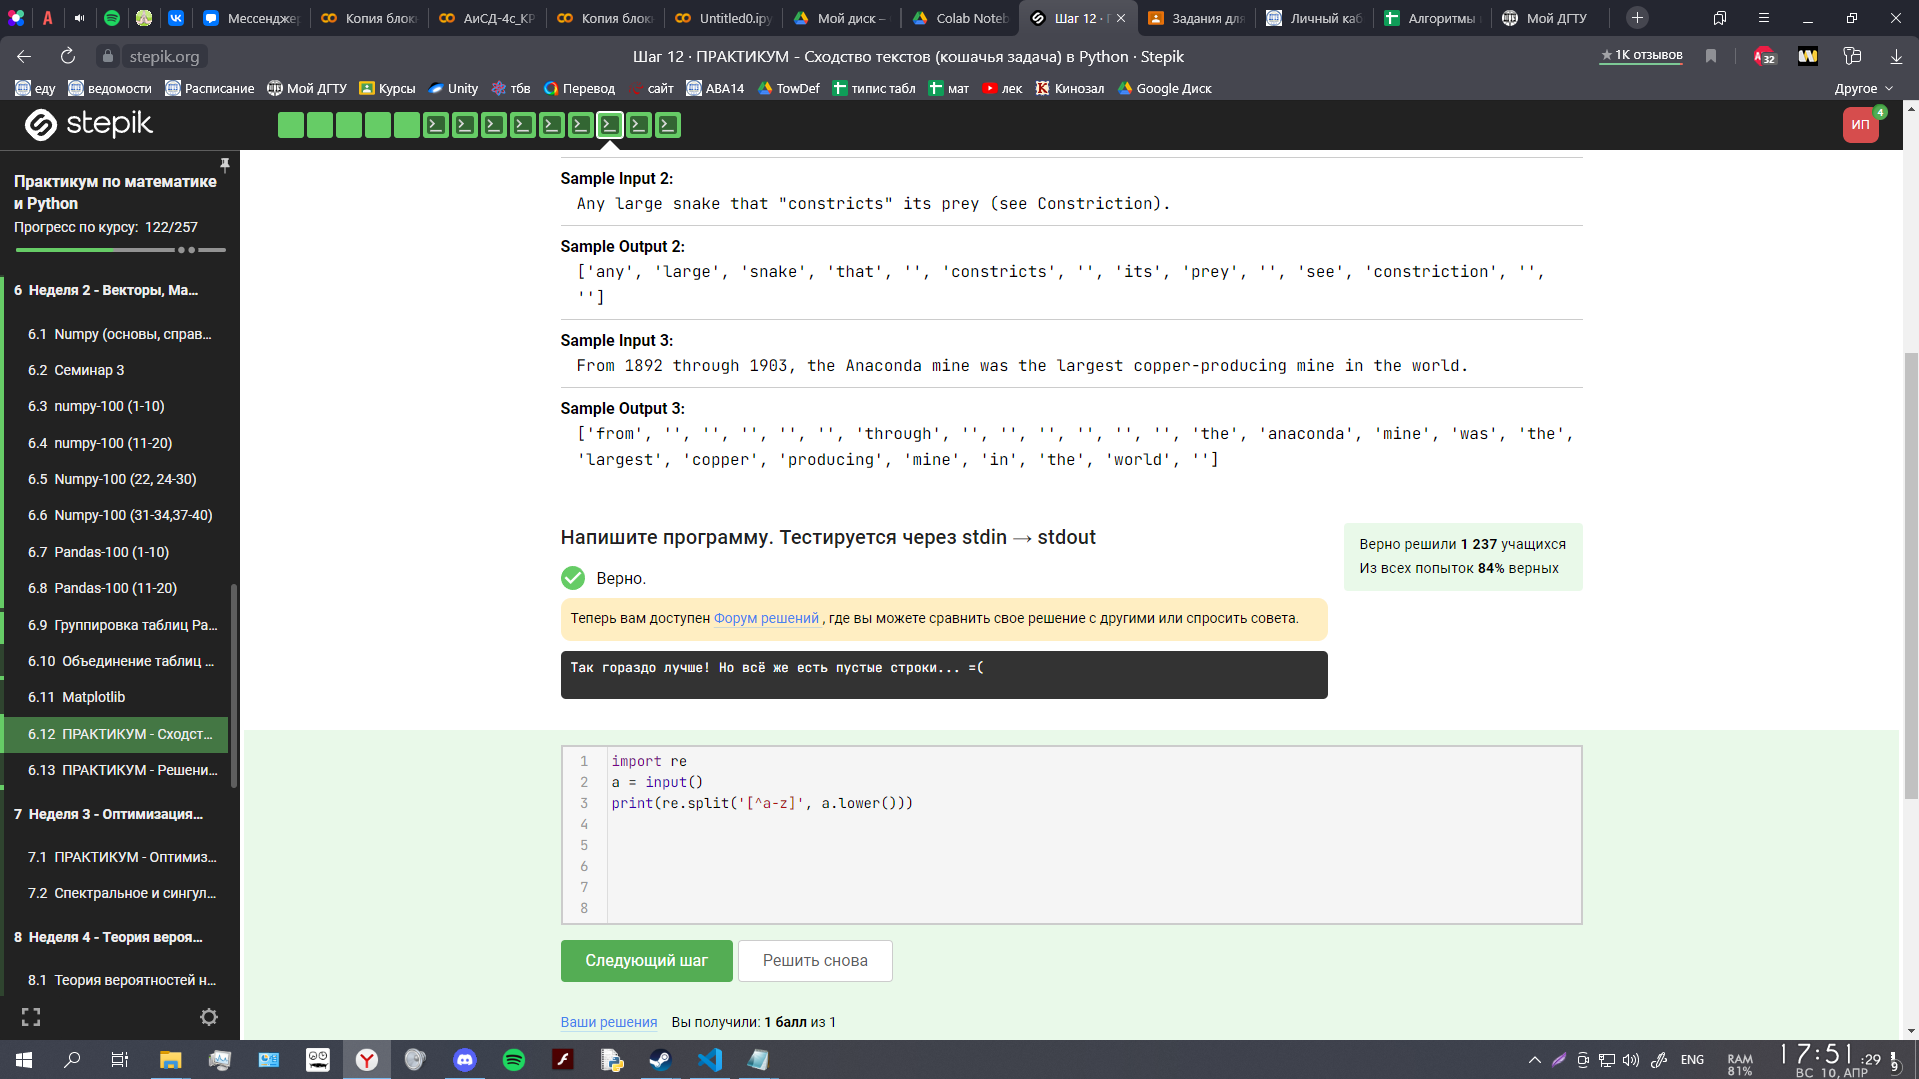 Мессендже
Копия блок
АиСД-4с_КР
Копия блок
Untitled0.ipy
Мой диск –
Colab Noteb
Шаг 12 · П
Задания для
Личный каб
Алгоритмы
Мой ДГТУ
stepik.org
Шаг 12 · ПРАКТИКУМ - Сходство текстов (кошачья задача) в Python · Stepik
★ 1К отзывов
32
еду
ведомости
Расписание
Мой ДГТУ
Курсы
Unity
тбв
Перевод
сайт
АВА14
TowDef
типис табл
мат
лек
Кинозал
Google Диск
Другое
stepik
ИП
4
Практикум по математике
и Python
Прогресс по курсу: 122/257
6 Неделя 2 - Векторы, Ма...
6.1 Numpy (основы, справ...
6.2 Семинар 3
6.3 numpy-100 (1-10)
6.4 numpy-100 (11-20)
6.5 Numpy-100 (22, 24-30)
6.6 Numpy-100 (31-34,37-40)
6.7 Pandas-100 (1-10)
6.8 Pandas-100 (11-20)
6.9 Группировка таблиц Pa...
6.10 Объединение таблиц ...
6.11 Matplotlib
6.12 ПРАКТИКУМ - Сходст...
6.13 ПРАКТИКУМ - Решени...
7 Неделя 3 - Оптимизация...
7.1 ПРАКТИКУМ - Оптимиз...
7.2 Спектральное и сингул...
8 Неделя 4 - Теория вероя...
8.1 Теория вероятностей н...
Sample Input 2:
Any large snake that "constricts" its prey (see Constriction).
Sample Output 2:
['any', 'large', 'snake', 'that', '', 'constricts', '', 'its', 'prey', '', 'see', 'constriction', '',
'']
Sample Input 3:
From 1892 through 1903, the Anaconda mine was the largest copper-producing mine in the world.
Sample Output 3:
['from', '', '', '', '', '', 'through', '', '', '', '', '', '', 'the', 'anaconda', 'mine', 'was', 'the',
'largest', 'copper', 'producing', 'mine', 'in', 'the', 'world', '']
Напишите программу. Тестируется через stdin → stdout
Верно решили 1 237 учащихся
Из всех попыток 84% верных
Верно.
Теперь вам доступен Форум решений , где вы можете сравнить свое решение с другими или спросить совета.
Так гораздо лучше! Но всё же есть пустые строки... =(
1 import re
2 a = input()
3 print(re.split('[^a-z]', a.lower()))
4
5
6
7
8
Следующий шаг
Решить снова
Ваши решения Вы получили: 1 балл из 1
ENG
RAM
81%
17:51:29
ВС 10, АПР
9